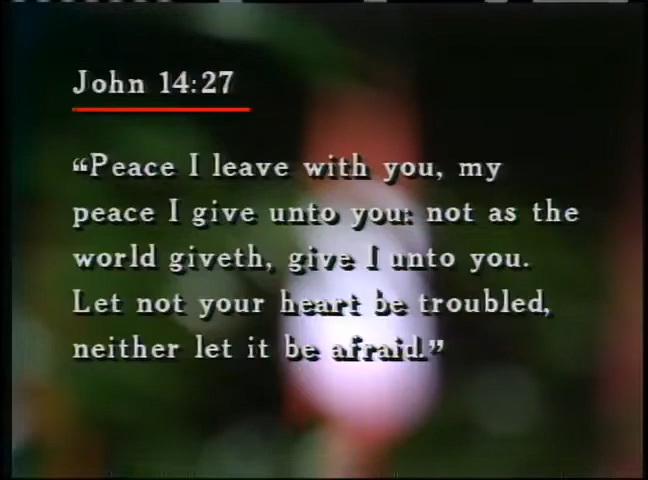 John 14:27
“Peace I leave with you, my
peace I give unto you: not as the
world giveth, give I unto you.
Let not your heart be troubled,
neither let it be afraid.”